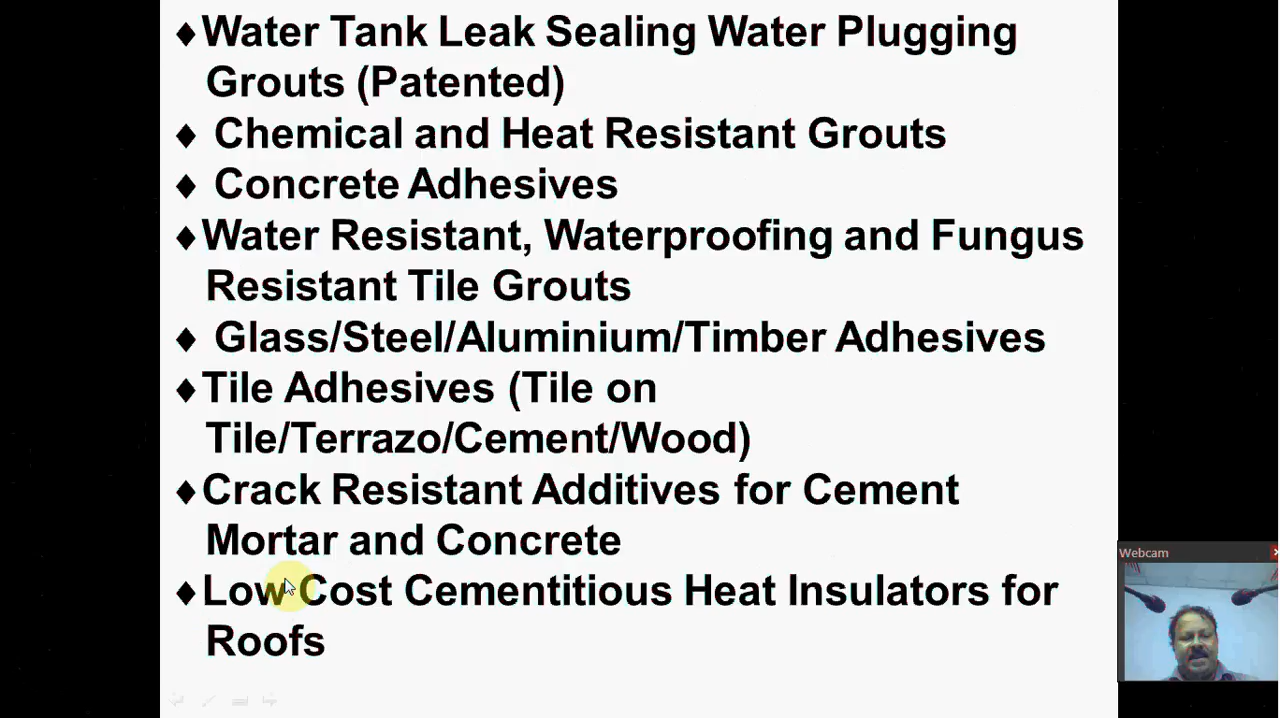 ♦Water Tank Leak Sealing Water Plugging
Grouts (Patented)
♦ Chemical and Heat Resistant Grouts
♦ Concrete Adhesives
♦Water Resistant, Waterproofing and Fungus
Resistant Tile Grouts
♦ Glass/Steel/Aluminium/Timber Adhesives
♦Tile Adhesives (Tile on
Tile/Terrazo/Cement/Wood)
♦Crack Resistant Additives for Cement
Mortar and Concrete
♦Low Cost Cementitious Heat Insulators for
Roofs
Webcam